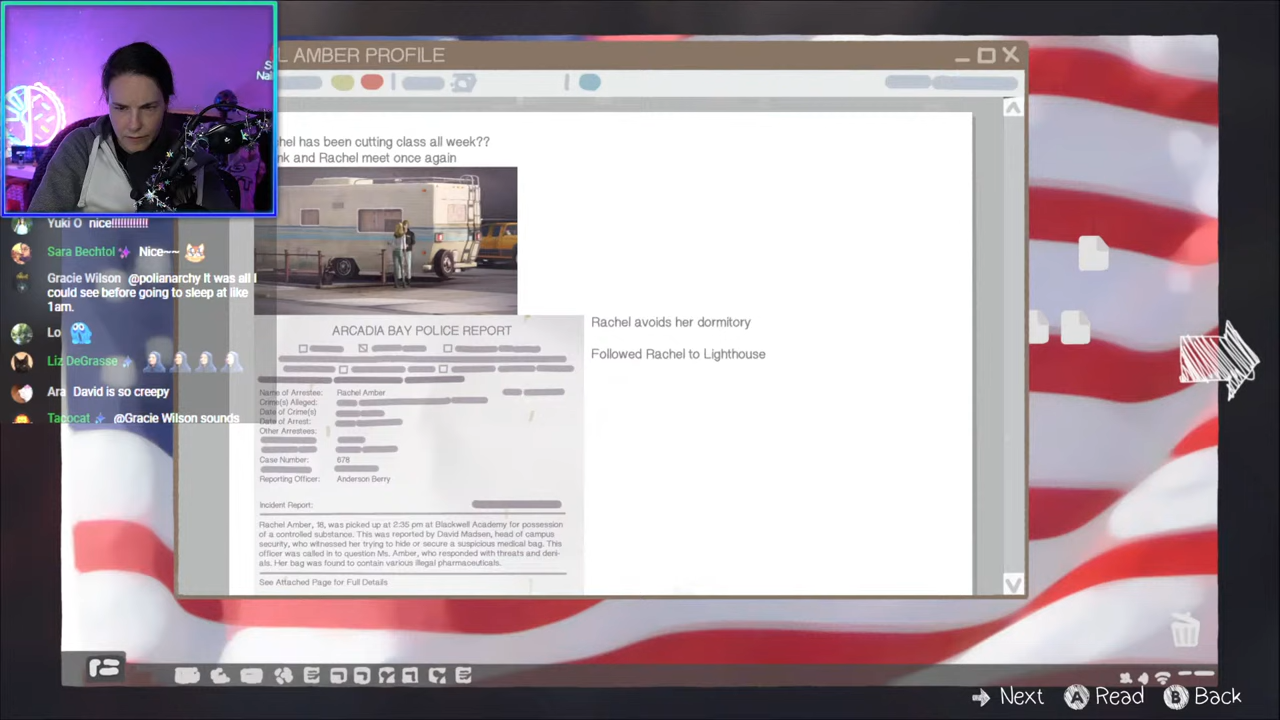 L AMBER PROFILE
hel has been cutting class all week??
nk and Rachel meet once again
Yuki O nice!!!!!!!!!!!!
Sara Bechtol Nice~~
Gracie Wilson @polianarchy It was all I
could see before going to sleep at like
1am.
Lo
Liz DeGrasse
Ara David is so creepy
Tacocat @Gracie Wilson sounds
Rachel avoids her dormitory
Followed Rachel to Lighthouse
ARCADIA BAY POLICE REPORT
Name of Arrestee: Rachel Amber
Crime(s) Alleged:
Date of Crime(s)
Date of Arrest:
Other Arrestees:
Case Number: 678
Reporting Officer: Anderson Berry
Incident Report:
Rachel Amber, 18, was picked up at 2:35 pm at Blackwell Academy for possession
of a controlled substance. This was reported by David Madsen, head of campus
security, who witnessed her trying to hide or secure a suspicious medical bag. This
officer was called in to question Ms. Amber, who responded with threats and deni-
als. Her bag was found to contain various illegal pharmaceuticals.
See Attached Page for Full Details
Next A Read B Back